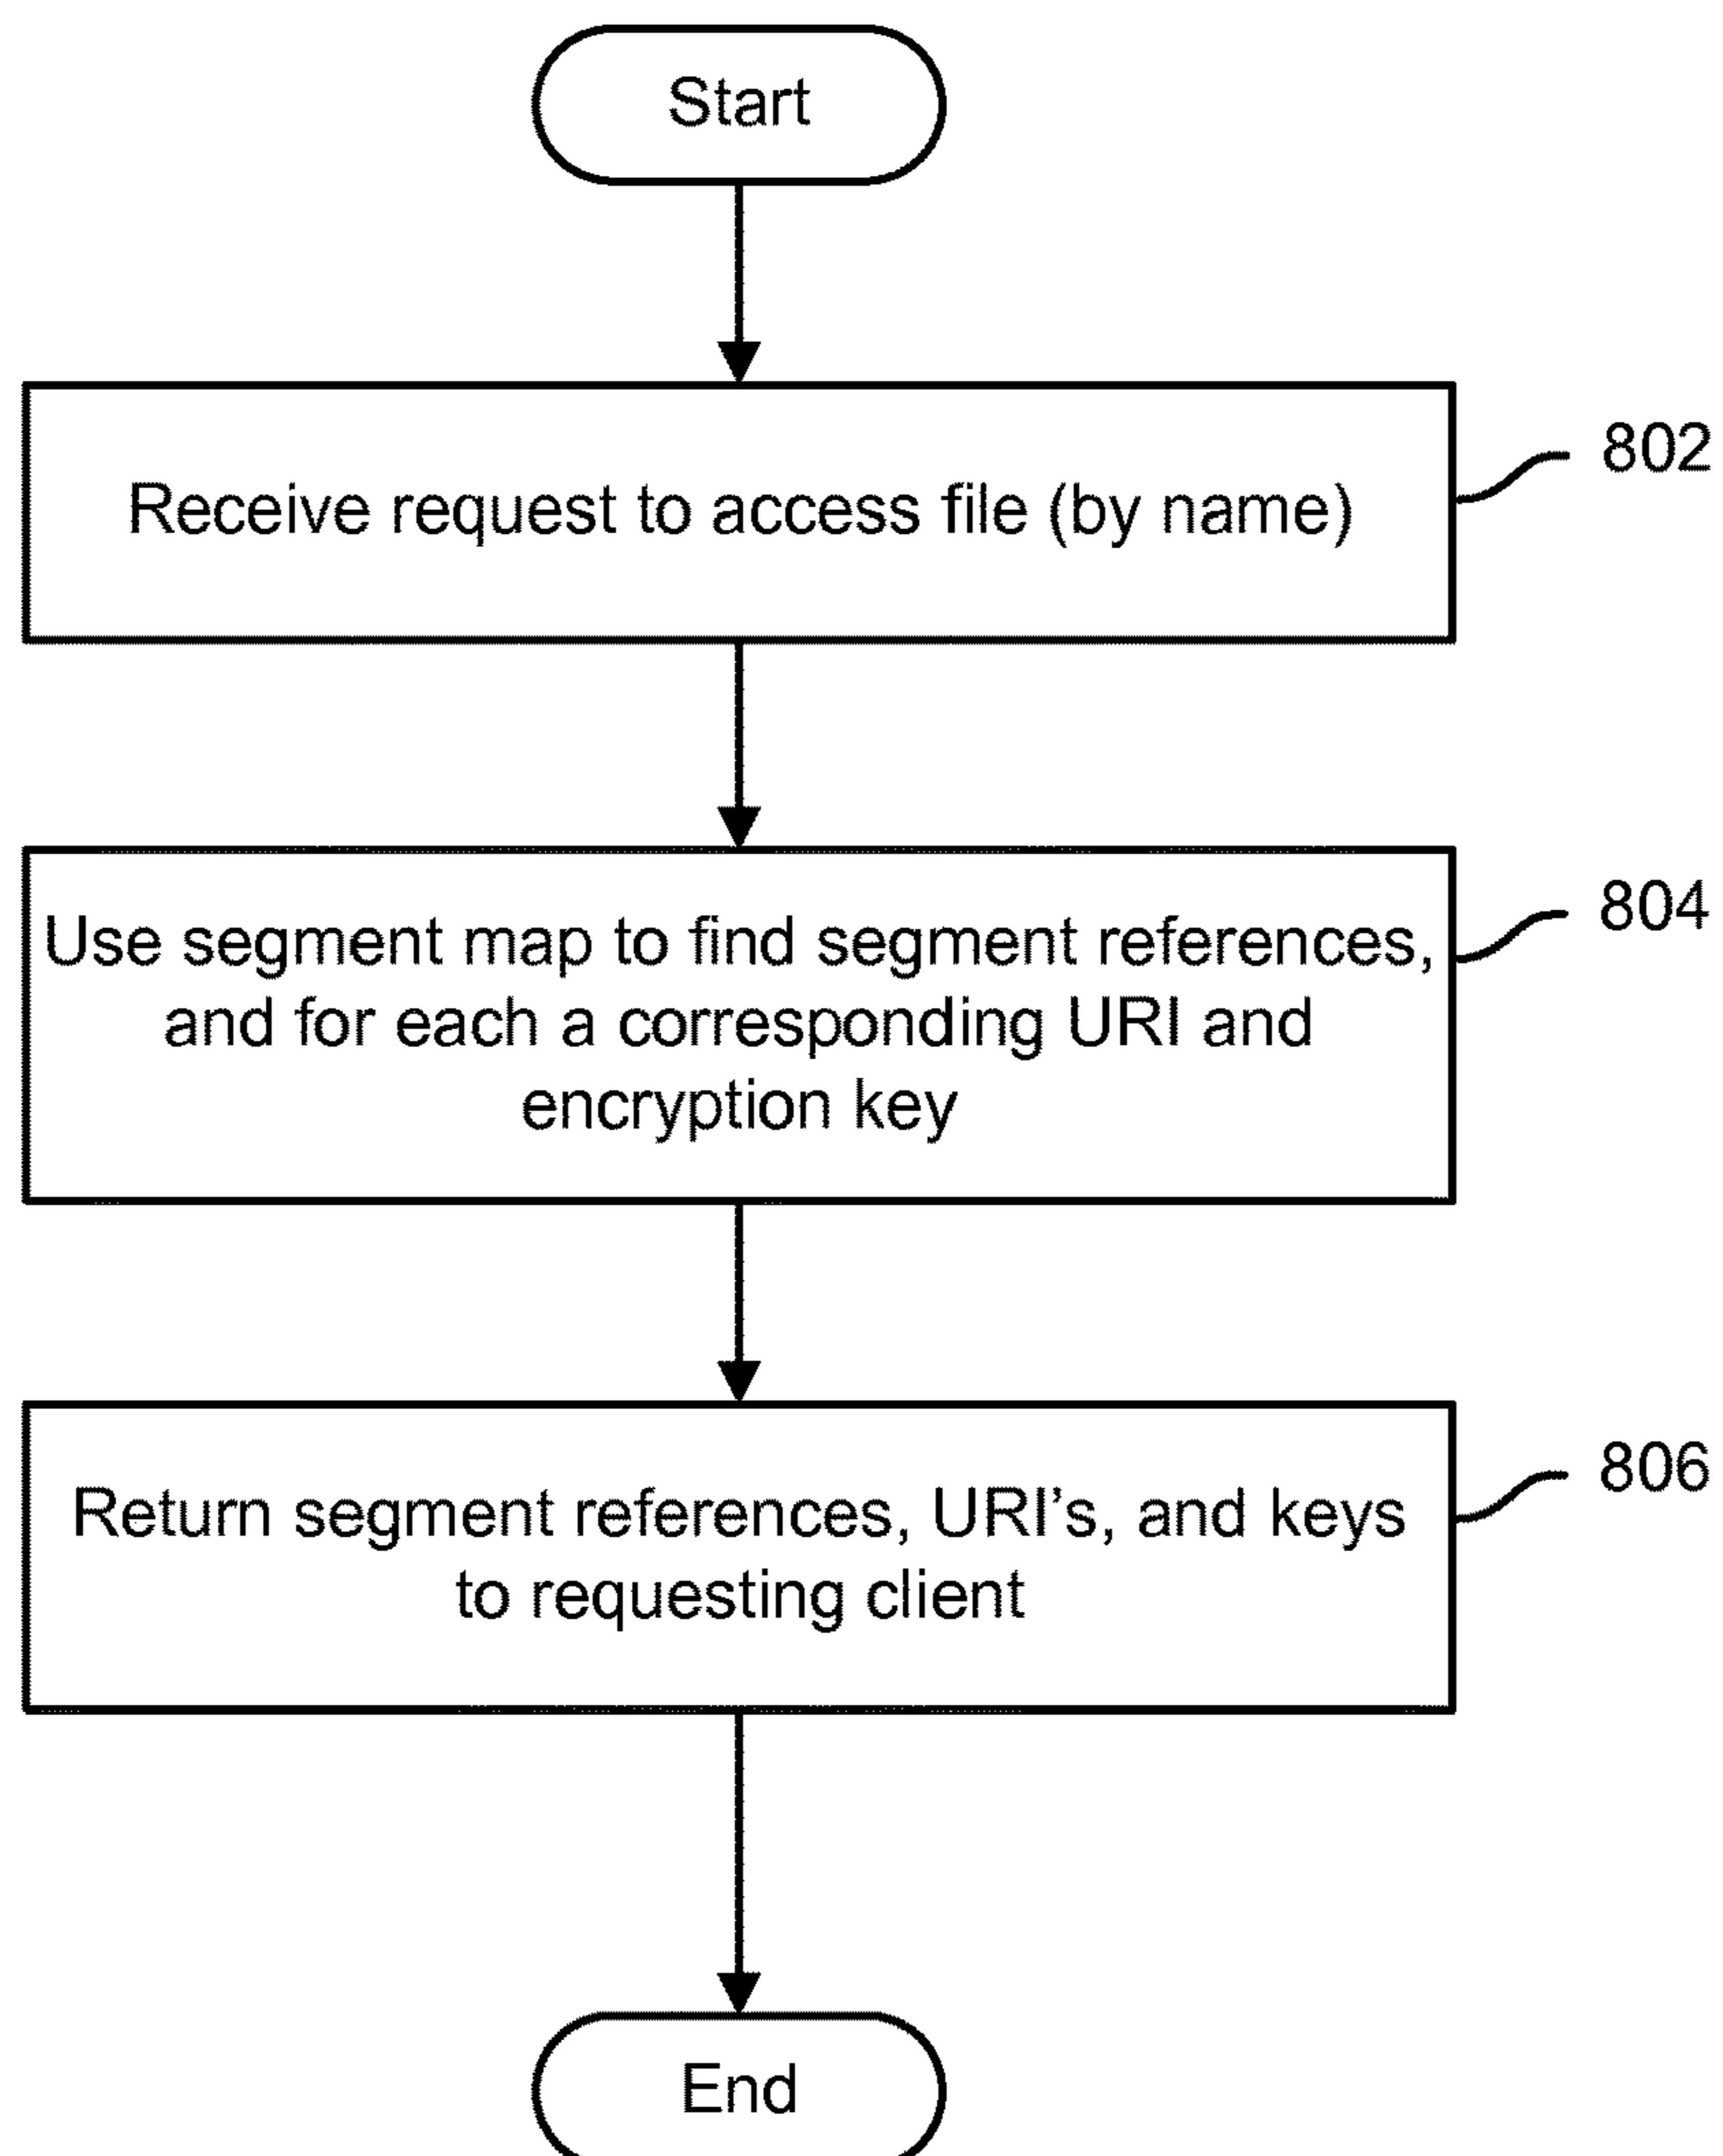 Start
Receive request to access file (by name)
802
Use segment map to find segment references,
and for each a corresponding URI and
encryption key
804
Return segment references, URI's, and keys
to requesting client
806
End